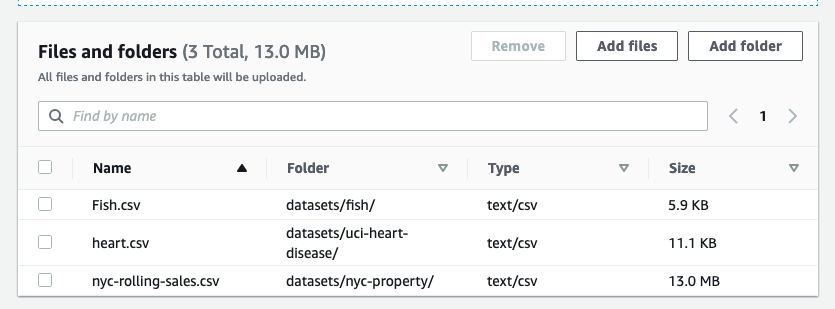 Files and folders (3 Total, 13.0 MB)
Remove
Add files
Add folder
All files and folders in this table will be uploaded.
Find by name
1
Name Folder Type Size
Fish.csv datasets/fish/ text/csv 5.9 KB
heart.csv datasets/uci-heart-
disease/ text/csv 11.1 KB
nyc-rolling-sales.csv datasets/nyc-property/ text/csv 13.0 MB